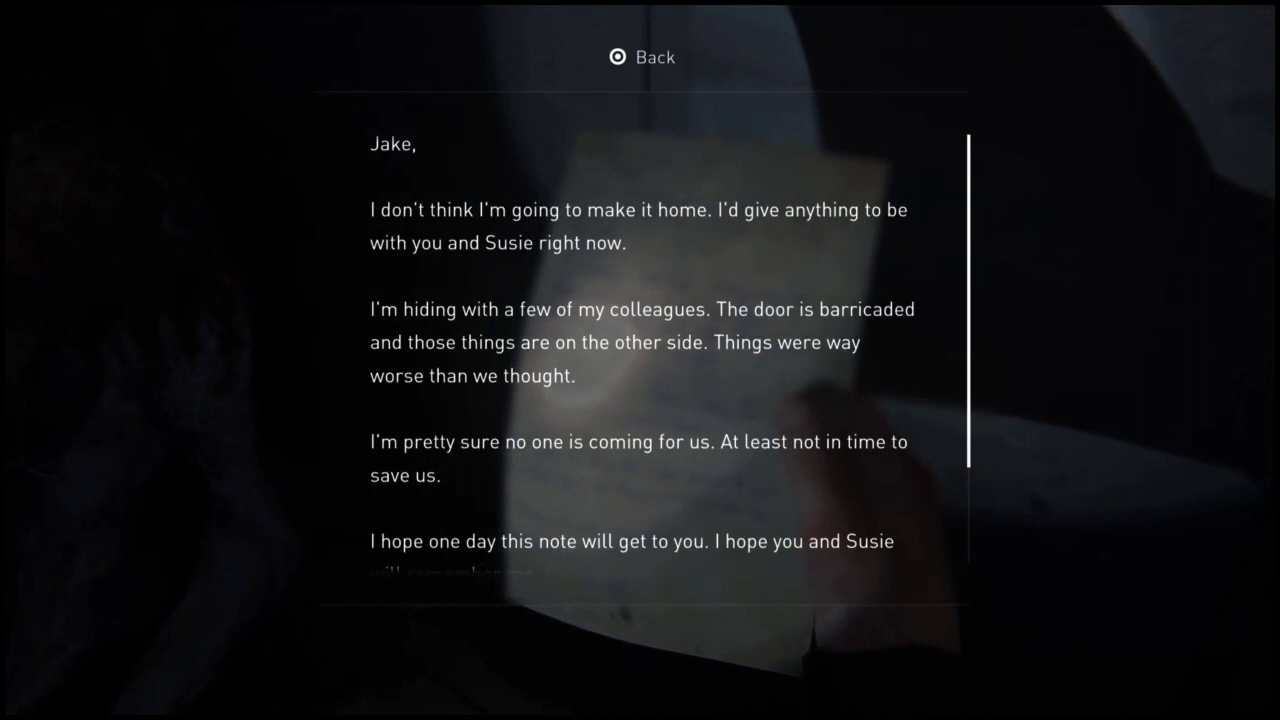 Back
Jake,
I don't think I'm going to make it home. I'd give anything to be
with you and Susie right now.
I'm hiding with a few of my colleagues. The door is barricaded
and those things are on the other side. Things were way
worse than we thought.
I'm pretty sure no one is coming for us. At least not in time to
save us.
I hope one day this note will get to you. I hope you and Susie
will remember me